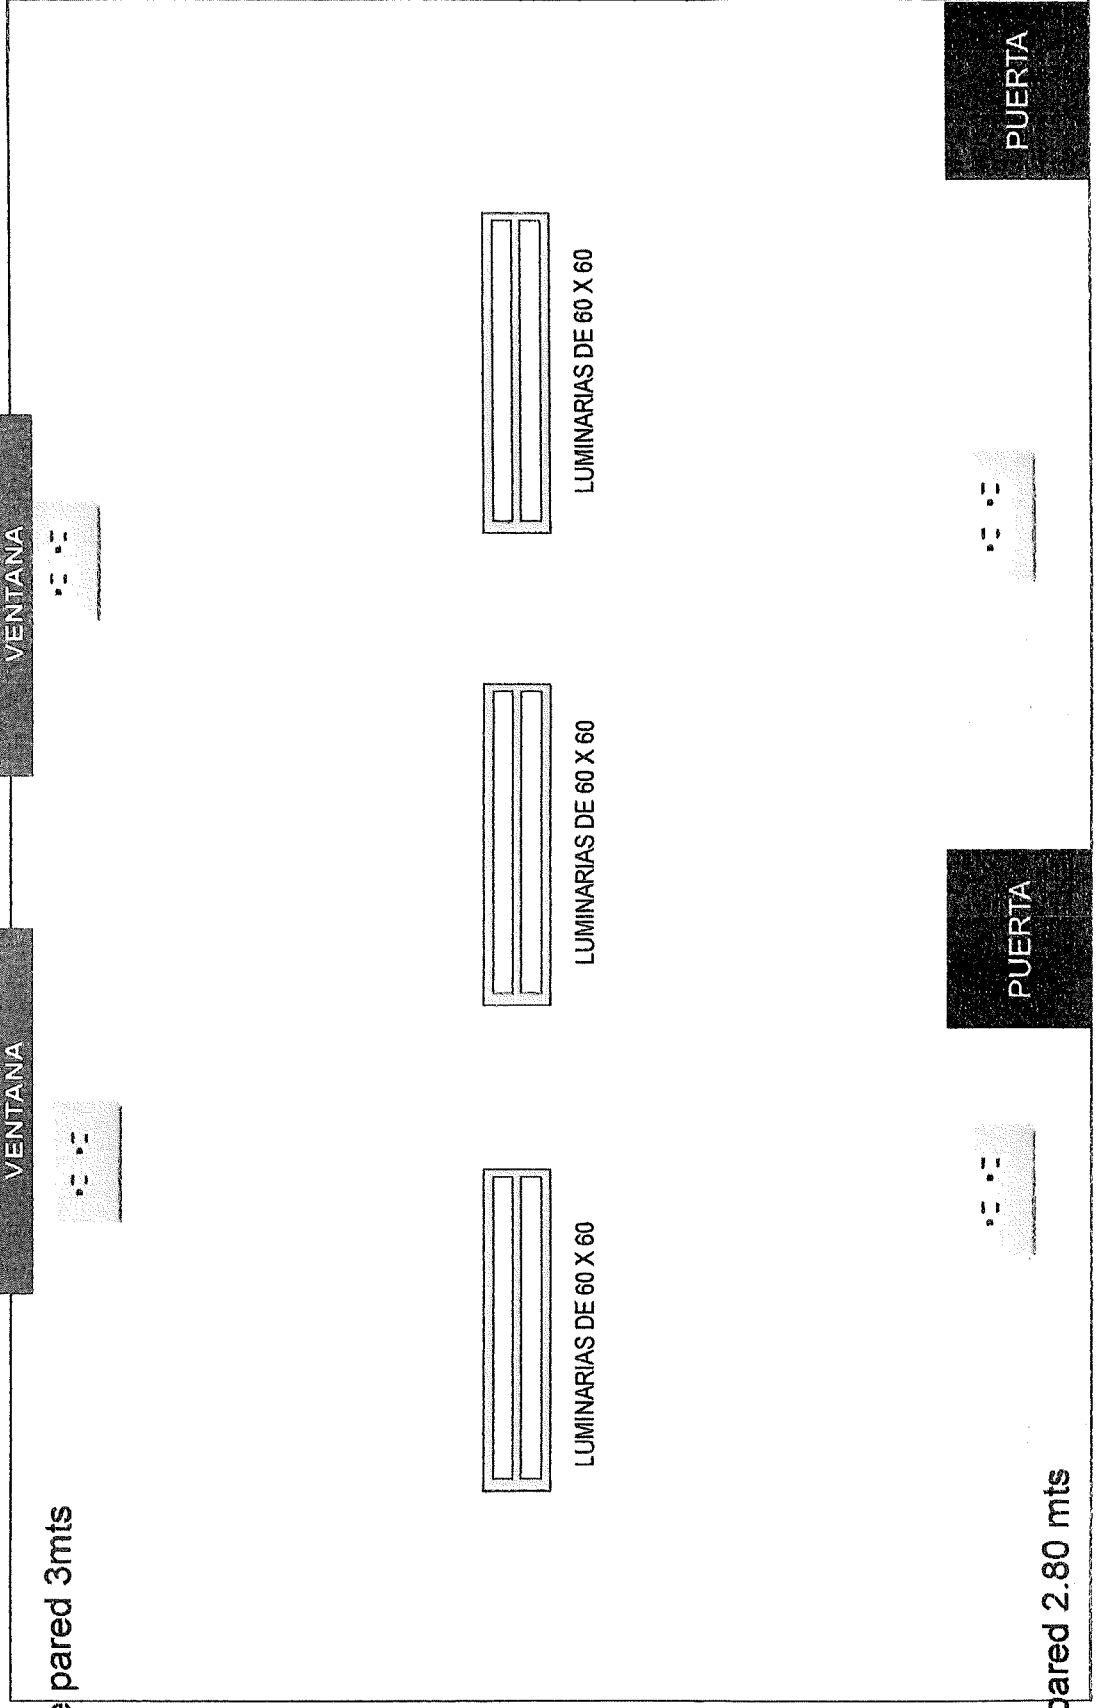 VENTANA
VENTANA
pared 3mts
LUMINARIAS DE 60 X 60
LUMINARIAS DE 60 X 60
LUMINARIAS DE 60 X 60
PUERTA
PUERTA
pared 2.80 mts